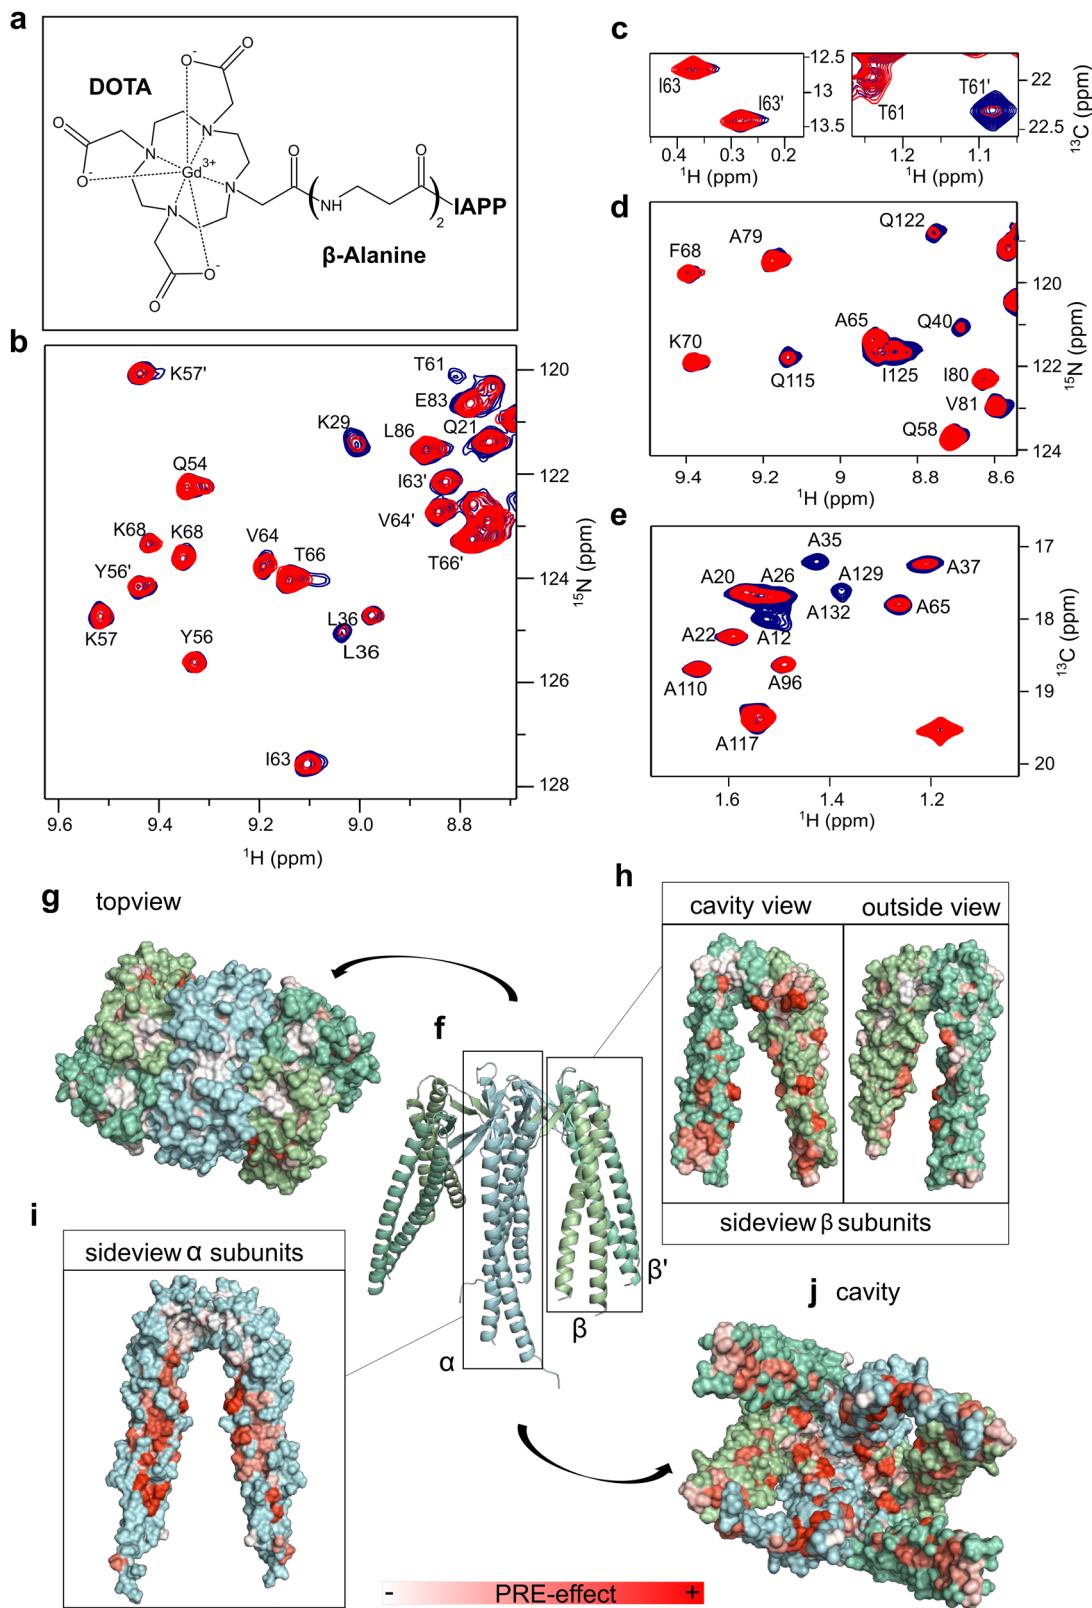 a
DOTA
O
O-
O
O-
N
N
N
N
Gd3+
O
O
O-
O
O-
O
NH
O
2
IAPP
β-Alanine
b
K57'
T61
E83
K29
L86
Q21
Q54
I63'
V64'
K68
K68
V64
T66
T66'
Y56'
K57
Y56
L36
L36
I63
120
122
124
126
128
15N (ppm)
9.6
9.4
9.2
9.0
8.8
1H (ppm)
c
I63
I63'
12.5
13
13.5
0.4
0.3
0.2
1H (ppm)
T61'
T61
22
22.5
1.2
1.1
1H (ppm)
13C (ppm)
d
Q122
A79
F68
A65
Q40
K70
Q115
I125
I80
V81
Q58
120
122
124
15N (ppm)
9.4
9.2
9
8.8
8.6
1H (ppm)
e
A35
A20
A26
A129
A37
A132
A65
A22
A12
A110
A96
A117
17
18
19
20
13C (ppm)
1.6
1.4
1.2
1H (ppm)
g
topview
h
cavity view
outside view
sideview β subunits
f
α
β
β'
i
sideview α subunits
j
cavity
-
PRE-effect
+